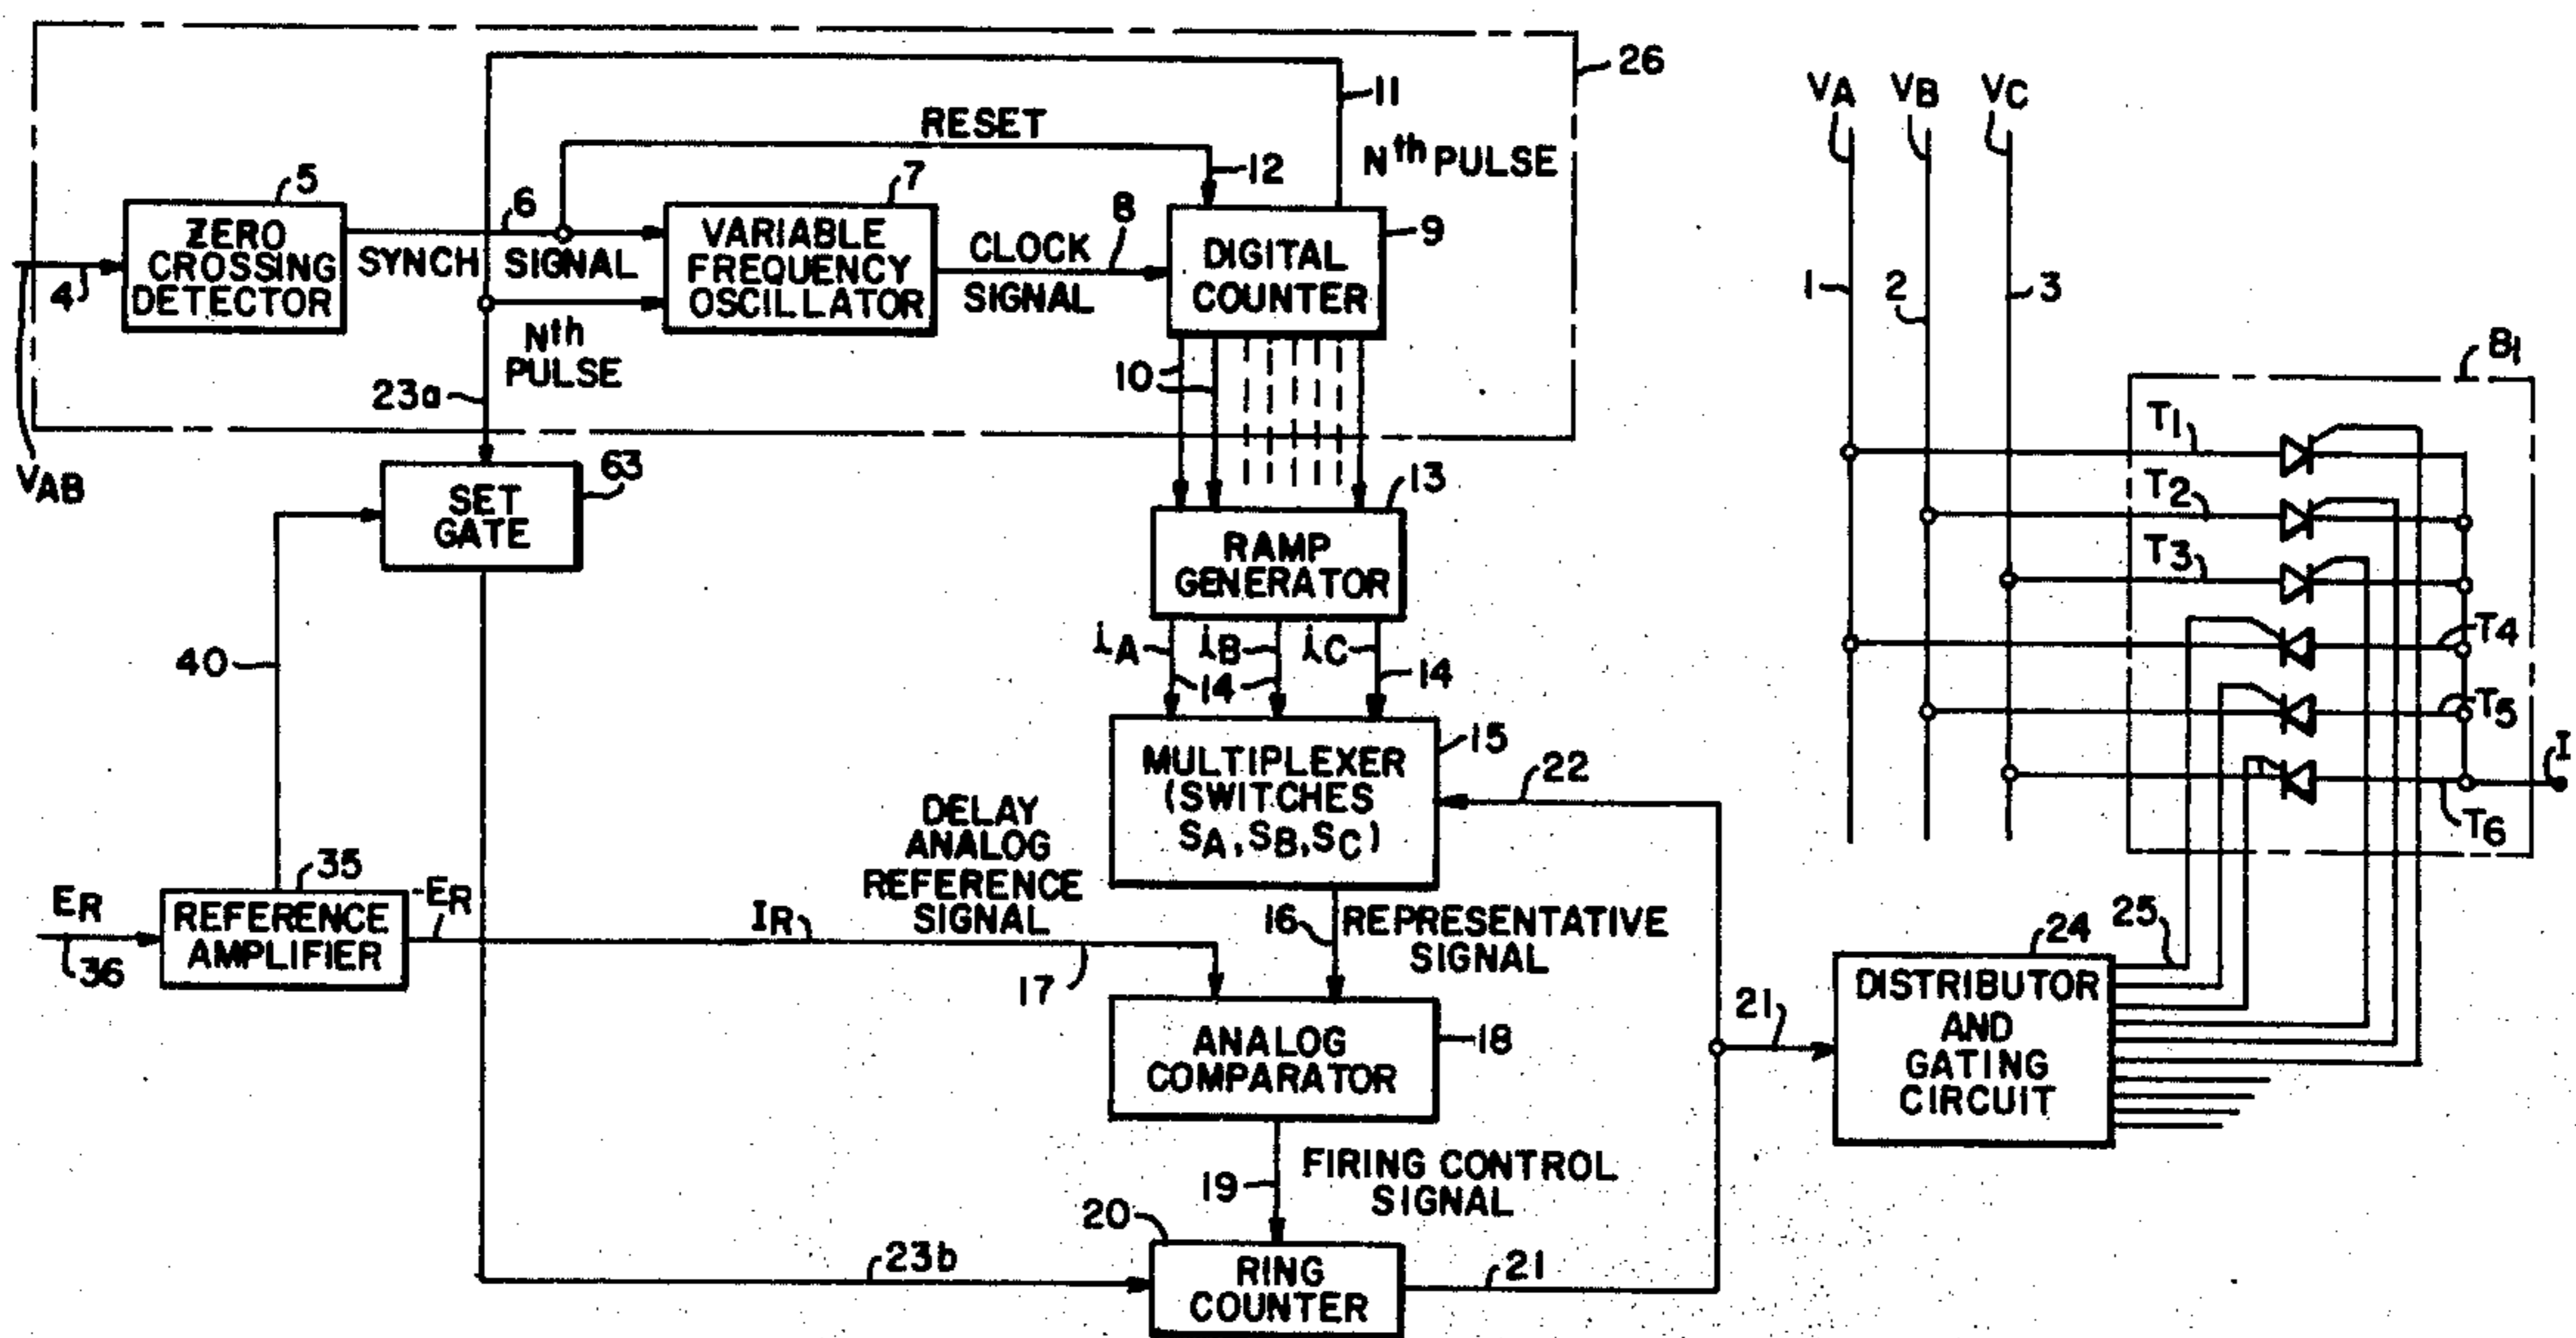 26
11
RESET
VA
VB
VC
Nth PULSE
5
7
12
6
8
9
ZERO
CROSSING
DETECTOR
SYNCH SIGNAL
VARIABLE
FREQUENCY
OSCILLATOR
CLOCK
SIGNAL
DIGITAL
COUNTER
4
1
2
3
Nth
PULSE
10
23a
B1
VAB
63
SET
GATE
13
RAMP
GENERATOR
T1
T2
T3
T4
T5
T6
I
40
iA
iB
iC
14
14
15
MULTIPLEXER
(SWITCHES
SA, SB, SC)
22
DELAY
ANALOG
REFERENCE
SIGNAL
35
ER
REFERENCE
AMPLIFIER
-ER
36
IR
17
16
REPRESENTATIVE
SIGNAL
24
25
ANALOG
COMPARATOR
18
21
DISTRIBUTOR
AND
GATING
CIRCUIT
19
FIRING CONTROL
SIGNAL
20
23b
RING
COUNTER
21